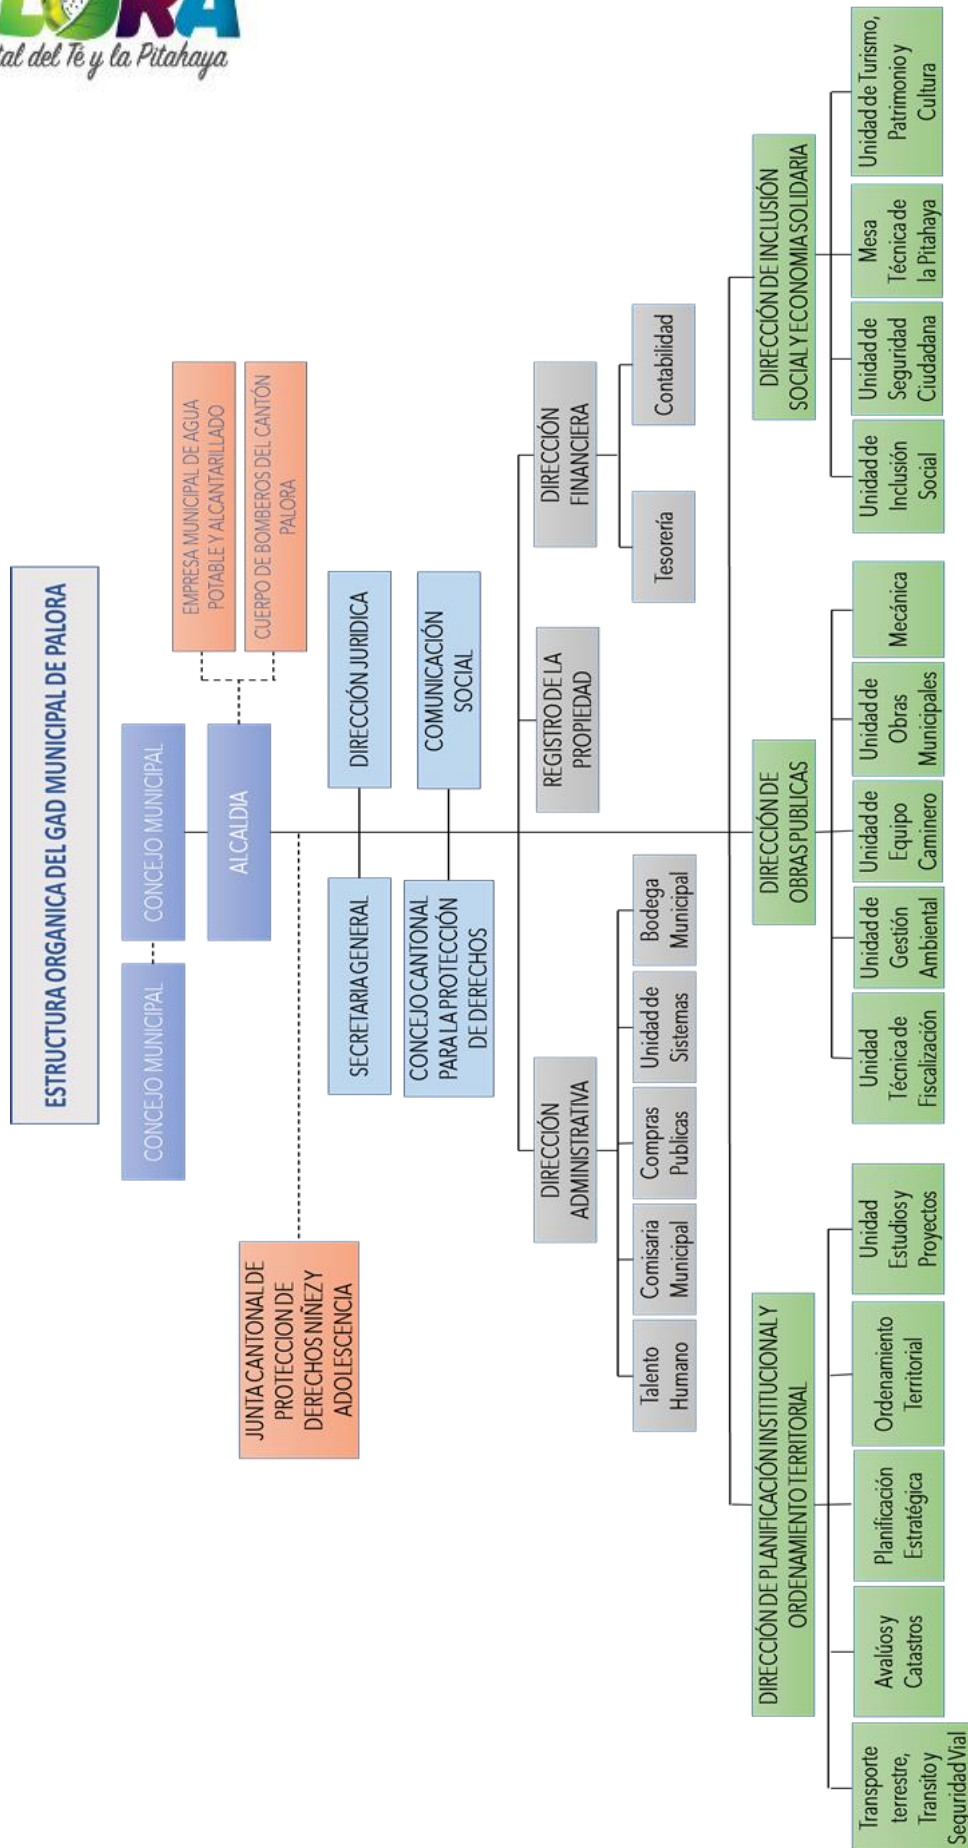 tal del Té y la Pitahaya
ESTRUCTURA ORGANICA DEL GAD MUNICIPAL DE PALORA
CONCEJO MUNICIPAL
CONCEJO MUNICIPAL
ALCALDIA
EMPRESA MUNICIPAL DE AGUA
POTABLE Y ALCANTARILLADO
CUERPO DE BOMBEROS DEL CANTÓN
PALORA
JUNTA CANTONAL DE
PROTECCION DE
DERECHOS NIÑEZ Y
ADOLESCENCIA
SECRETARIA GENERAL
DIRECCIÓN JURIDICA
CONCEJO CANTONAL
PARA LA PROTECCIÓN
DE DERECHOS
COMUNICACIÓN
SOCIAL
DIRECCIÓN
ADMINISTRATIVA
REGISTRO DE LA
PROPIEDAD
DIRECCIÓN
FINANCIERA
Talento
Humano
Comisaria
Municipal
Compras
Publicas
Unidad de
Sistemas
Bodega
Municipal
Tesorería
Contabilidad
DIRECCIÓN DE PLANIFICACIÓN INSTITUCIONAL Y
ORDENAMIENTO TERRITORIAL
DIRECCIÓN DE
OBRAS PUBLICAS
DIRECCIÓN DE INCLUSIÓN
SOCIAL Y ECONOMIA SOLIDARIA
Transporte
terrestre,
Transito y
Seguridad Vial
Avalúos y
Catastros
Planificación
Estratégica
Ordenamiento
Territorial
Unidad
Estudios y
Proyectos
Unidad
Técnica de
Fiscalización
Unidad de
Gestión
Ambiental
Unidad de
Equipo
Caminero
Unidad de
Obras
Municipales
Mecánica
Unidad de
Inclusión
Social
Unidad de
Seguridad
Ciudadana
Mesa
Técnica de
la Pitahaya
Unidad de Turismo,
Patrimonio y
Cultura